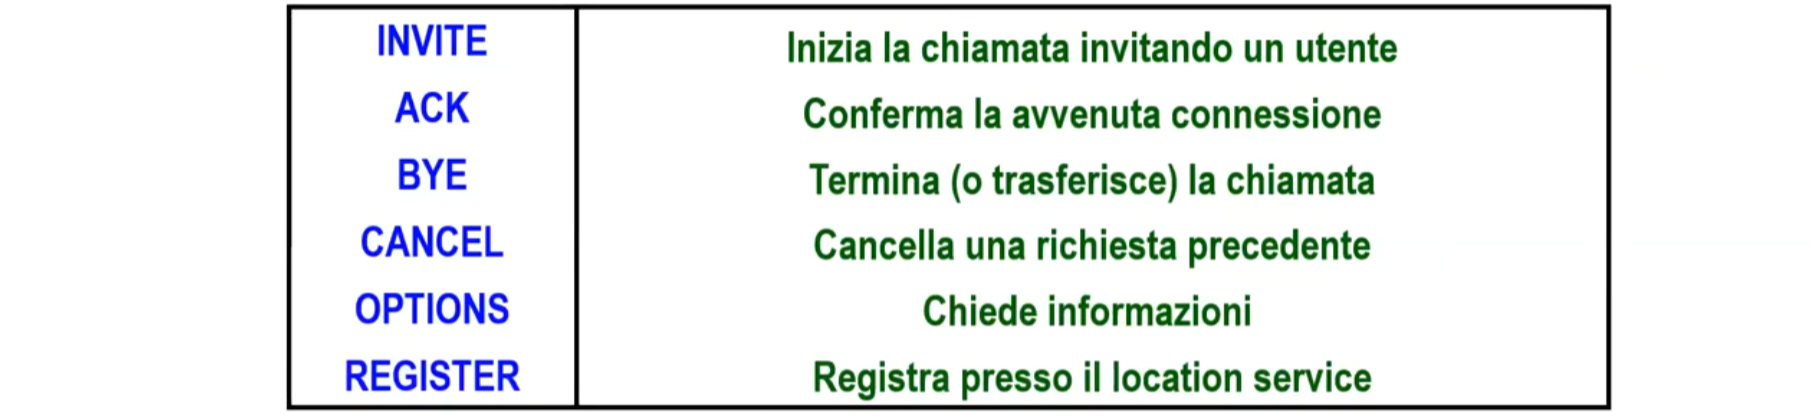 INVITE Inizia la chiamata invitando un utente
ACK Conferma la avvenuta connessione
BYE Termina (o trasferisce) la chiamata
CANCEL Cancella una richiesta precedente
OPTIONS Chiede informazioni
REGISTER Registra presso il location service